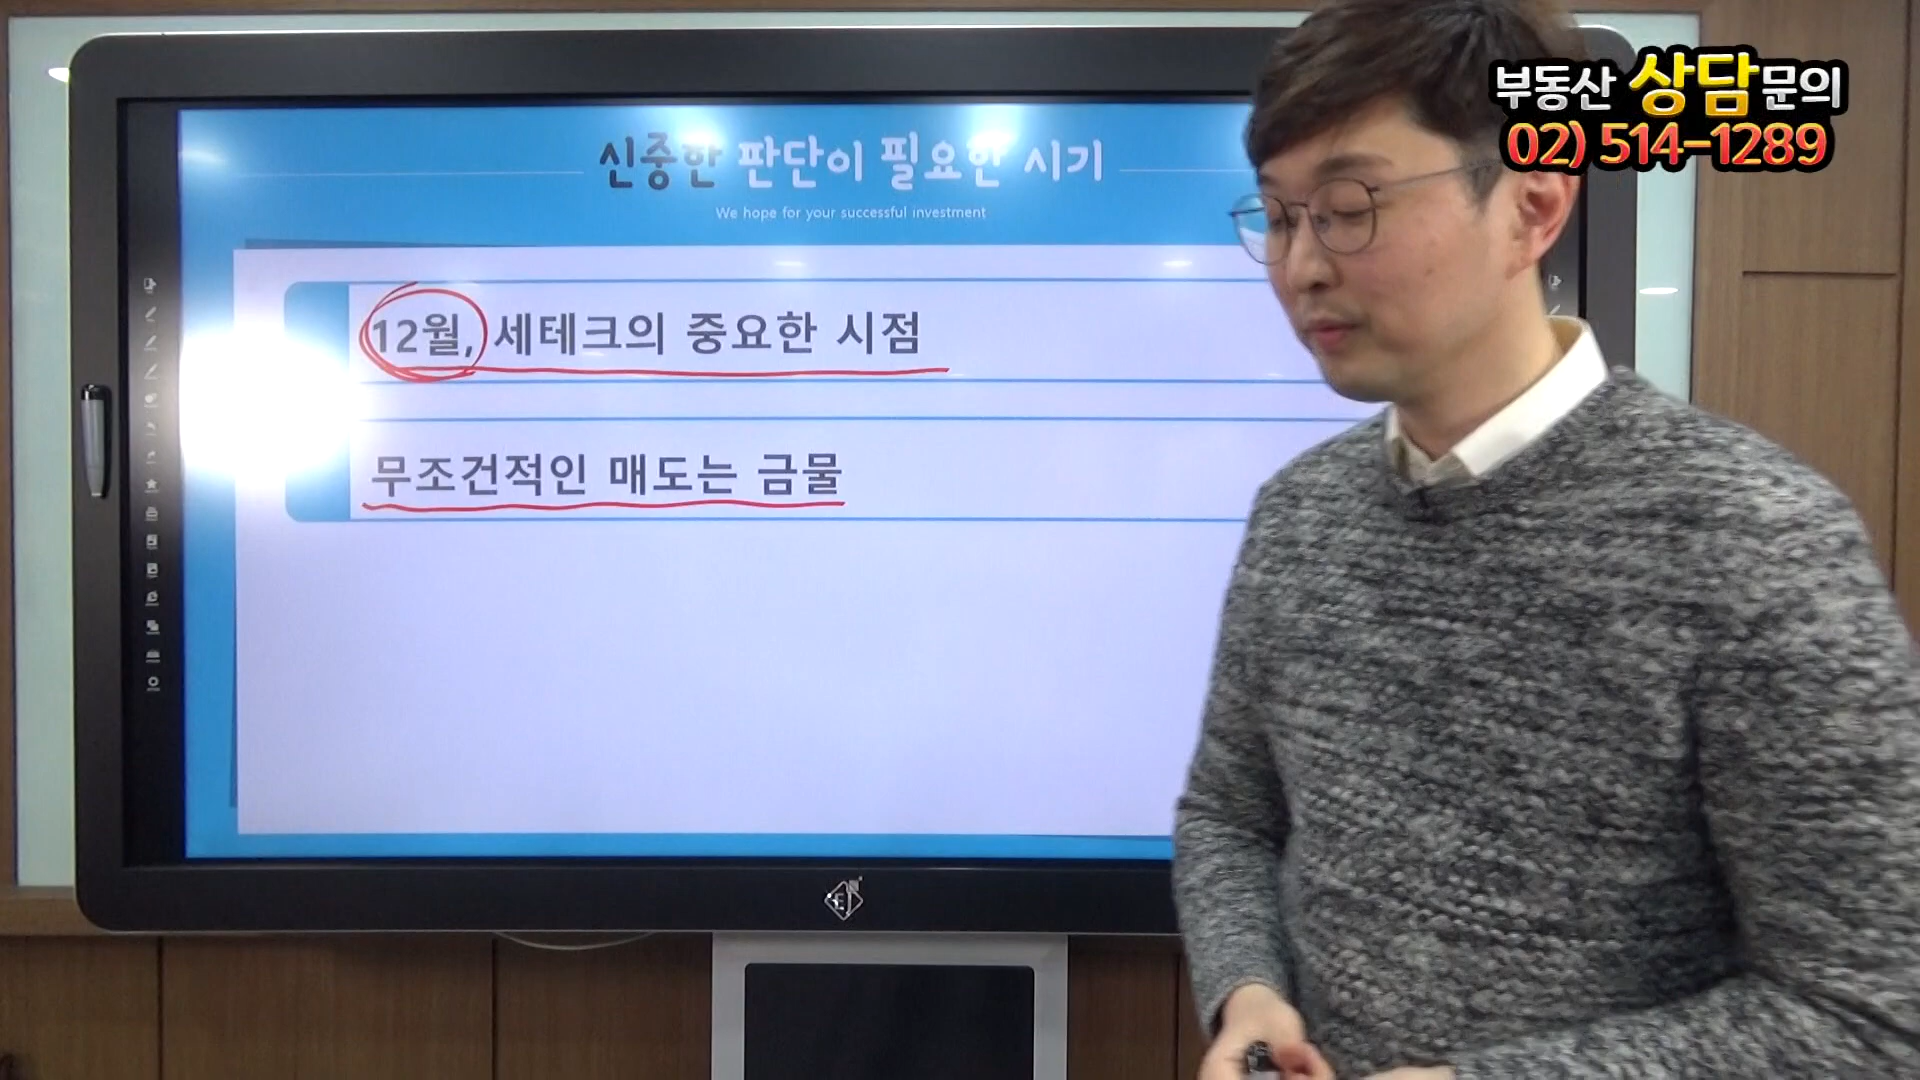 부동산 상담문의
02) 514-1289
신중한 판단이 필요한 시기
We hope for your successful investment
12월, 세테크의 중요한 시점
무조건적인 매도는 금물